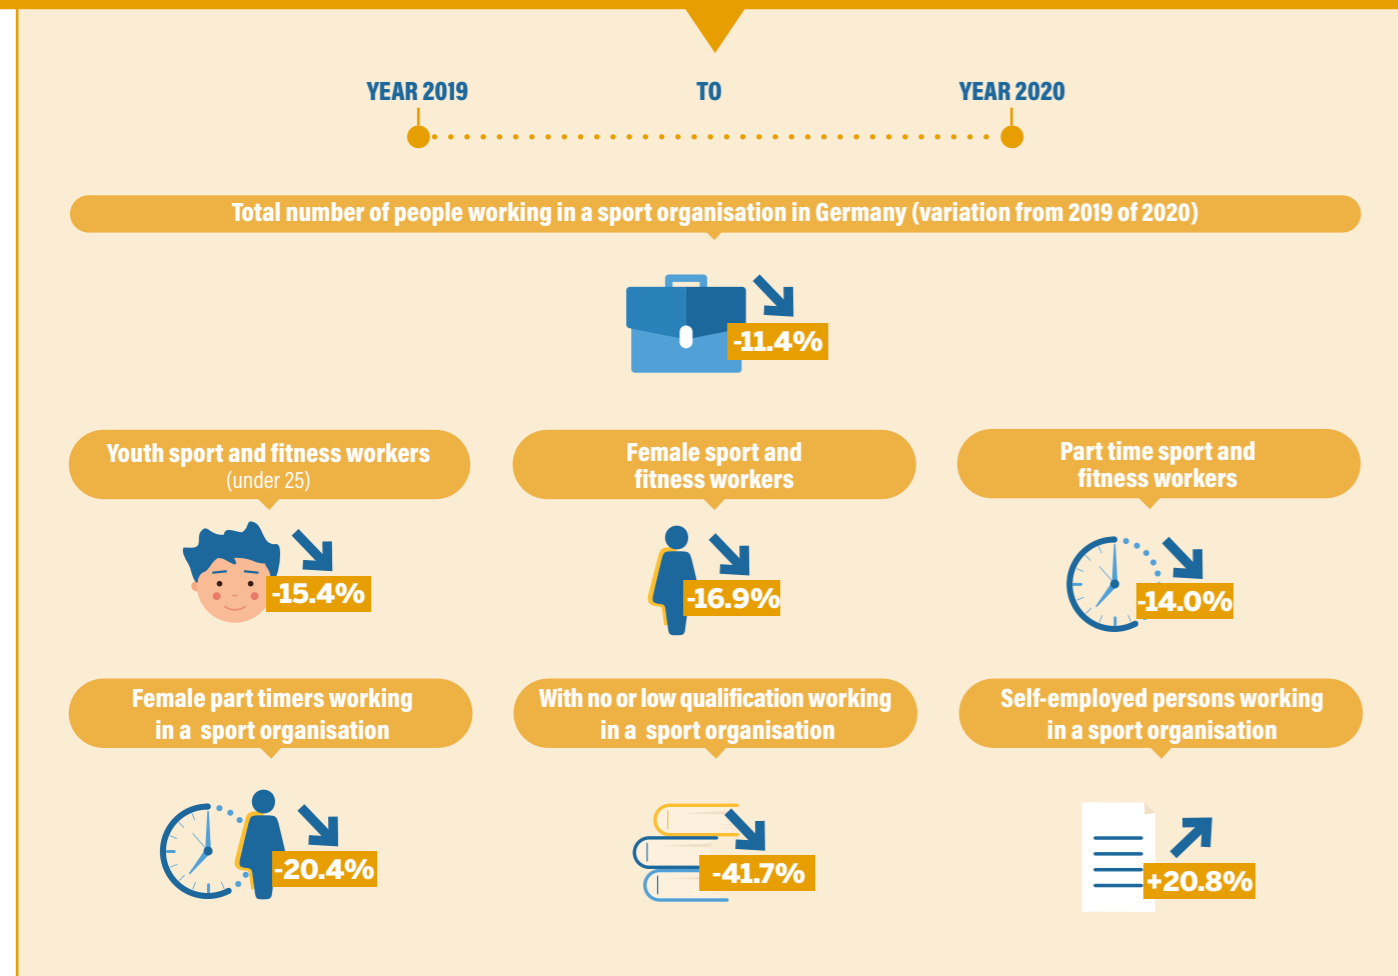 YEAR 2019 TO YEAR 2020
Total number of people working in a sport organisation in Germany (variation from 2019 of 2020)
-11.4%
Youth sport and fitness workers
(under 25)
-15.4%
Female sport and
fitness workers
-16.9%
Part time sport and
fitness workers
-14.0%
Female part timers working
in a sport organisation
-20.4%
With no or low qualification working
in a sport organisation
-41.7%
Self-employed persons working
in a sport organisation
+20.8%